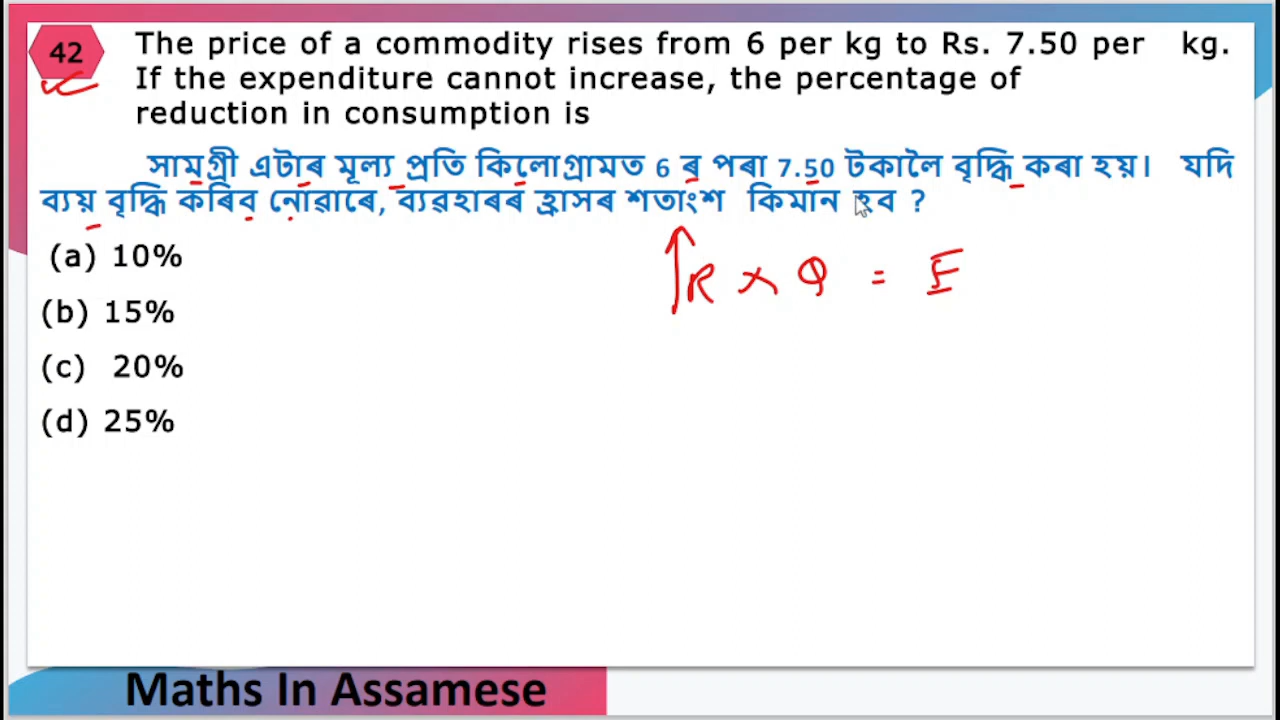 42
The price of a commodity rises from 6 per kg to Rs. 7.50 per kg.
If the expenditure cannot increase, the percentage of
reduction in consumption is
সামগ্ৰী এটাৰ মূল্য প্ৰতি কিলোগ্ৰামত 6 ৰ পৰা 7.50 টকালৈ বৃদ্ধি কৰা হয়। যদি
ব্যয় বৃদ্ধি কৰিব নোৱাৰে, ব্যৱহাৰৰ হ্ৰাসৰ শতাংশ কিমান হব ?
(a) 10%
R × Q = E
(b) 15%
(c) 20%
(d) 25%
Maths In Assamese